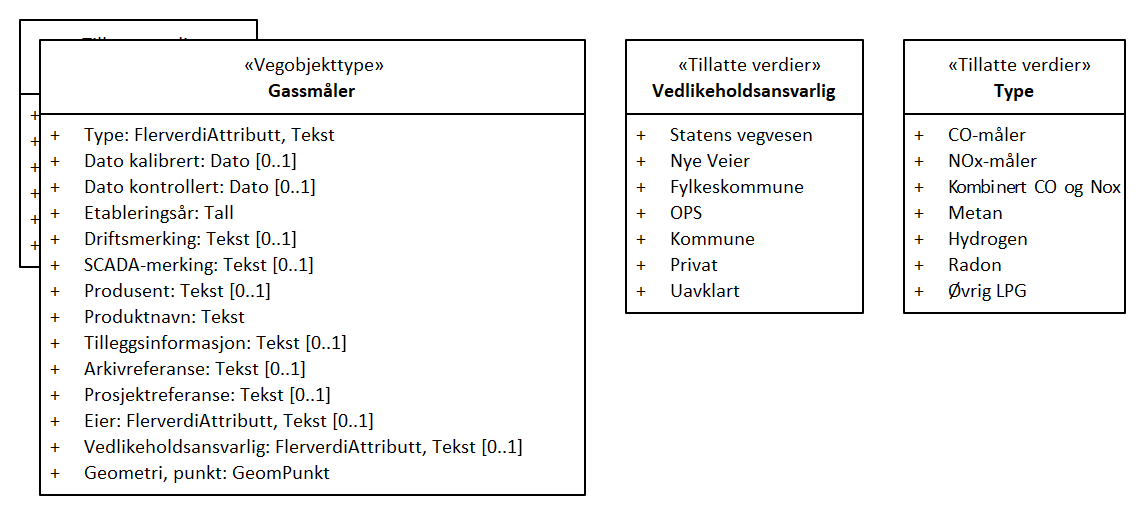 «Vegobjekttype»
Gassmåler
+ Type: FlerverdiAttributt, Tekst
+ Dato kalibrert: Dato [0..1]
+ Dato kontrollert: Dato [0..1]
+ Etableringsår: Tall
+ Driftsmerking: Tekst [0..1]
+ SCADA-merking: Tekst [0..1]
+ Produsent: Tekst [0..1]
+ Produktnavn: Tekst
+ Tilleggsinformasjon: Tekst [0..1]
+ Arkivreferanse: Tekst [0..1]
+ Prosjektreferanse: Tekst [0..1]
+ Eier: FlerverdiAttributt, Tekst [0..1]
+ Vedlikeholdsansvarlig: FlerverdiAttributt, Tekst [0..1]
+ Geometri, punkt: GeomPunkt
«Tillatte verdier»
Vedlikeholdsansvarlig
+ Statens vegvesen
+ Nye Veier
+ Fylkeskommune
+ OPS
+ Kommune
+ Privat
+ Uavklart
«Tillatte verdier»
Type
+ CO-måler
+ NOx-måler
+ Kombinert CO og Nox
+ Metan
+ Hydrogen
+ Radon
+ Øvrig LPG